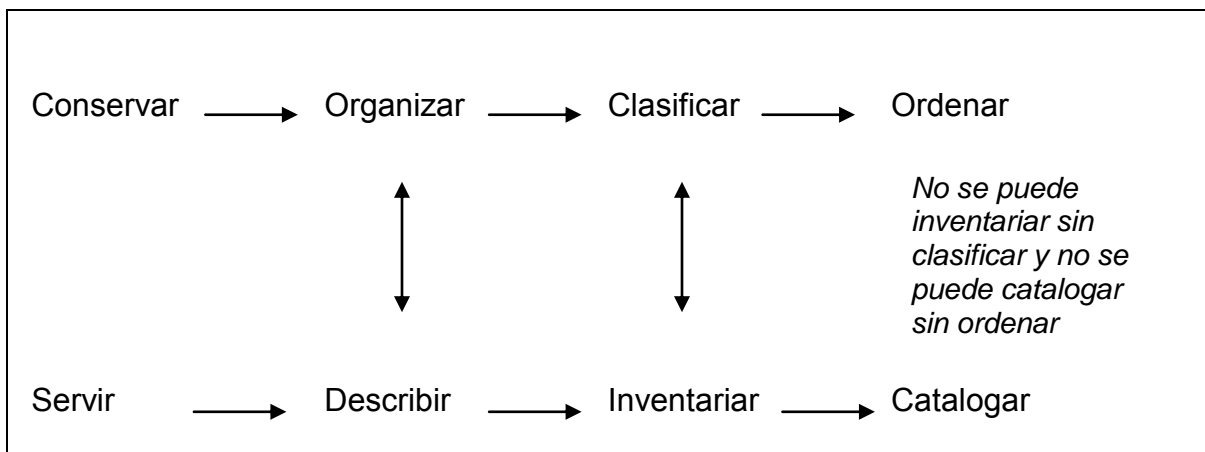 Conservar Organizar Clasificar Ordenar
No se puede
inventariar sin
clasificar y no se
puede catalogar
sin ordenar
Servir Describir Inventariar Catalogar